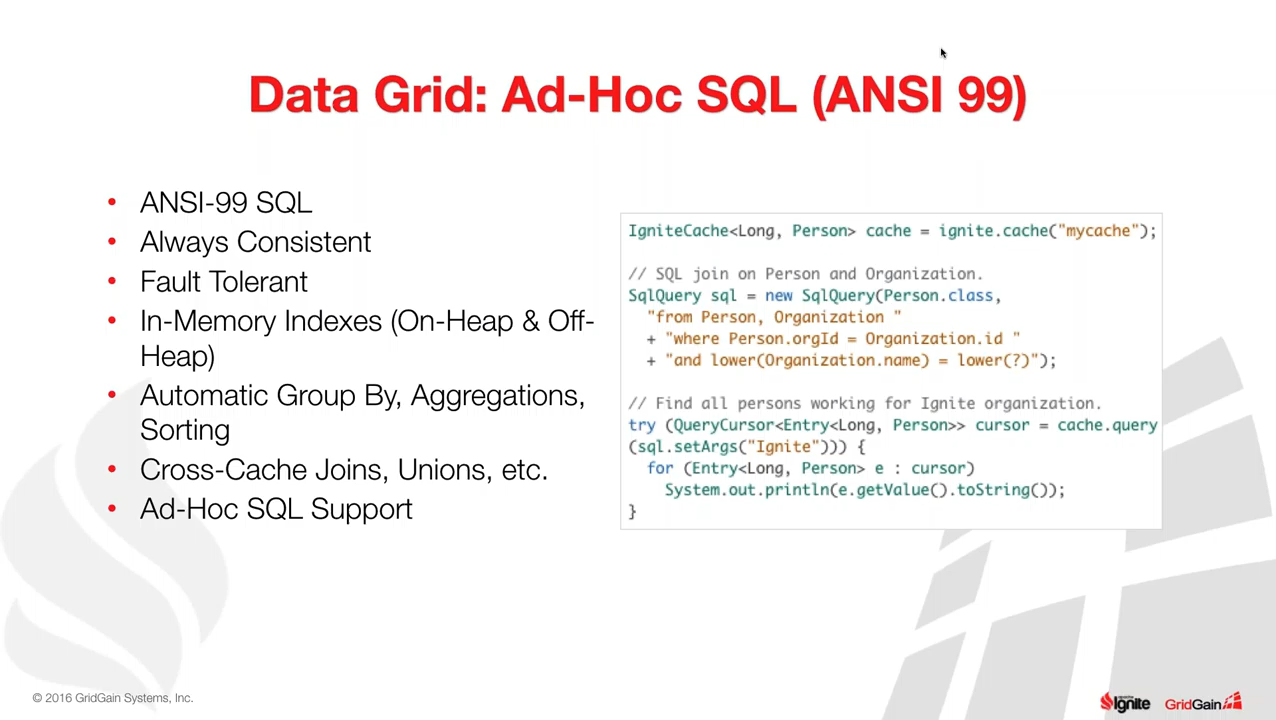 Data Grid: Ad-Hoc SQL (ANSI 99)
• ANSI-99 SQL
• Always Consistent
• Fault Tolerant
• In-Memory Indexes (On-Heap & Off-
Heap)
• Automatic Group By, Aggregations,
Sorting
• Cross-Cache Joins, Unions, etc.
• Ad-Hoc SQL Support
IgniteCache<Long, Person> cache = ignite.cache("mycache");
// SQL join on Person and Organization.
SqlQuery sql = new SqlQuery(Person.class,
"from Person, Organization "
+ "where Person.orgId = Organization.id "
+ "and lower(Organization.name) = lower(?)");
// Find all persons working for Ignite organization.
try (QueryCursor<Entry<Long, Person>> cursor = cache.query
(sql.setArgs("Ignite"))) {
for (Entry<Long, Person> e : cursor)
System.out.println(e.getValue().toString());
}
© 2016 GridGain Systems, Inc.
Ignite
GridGain